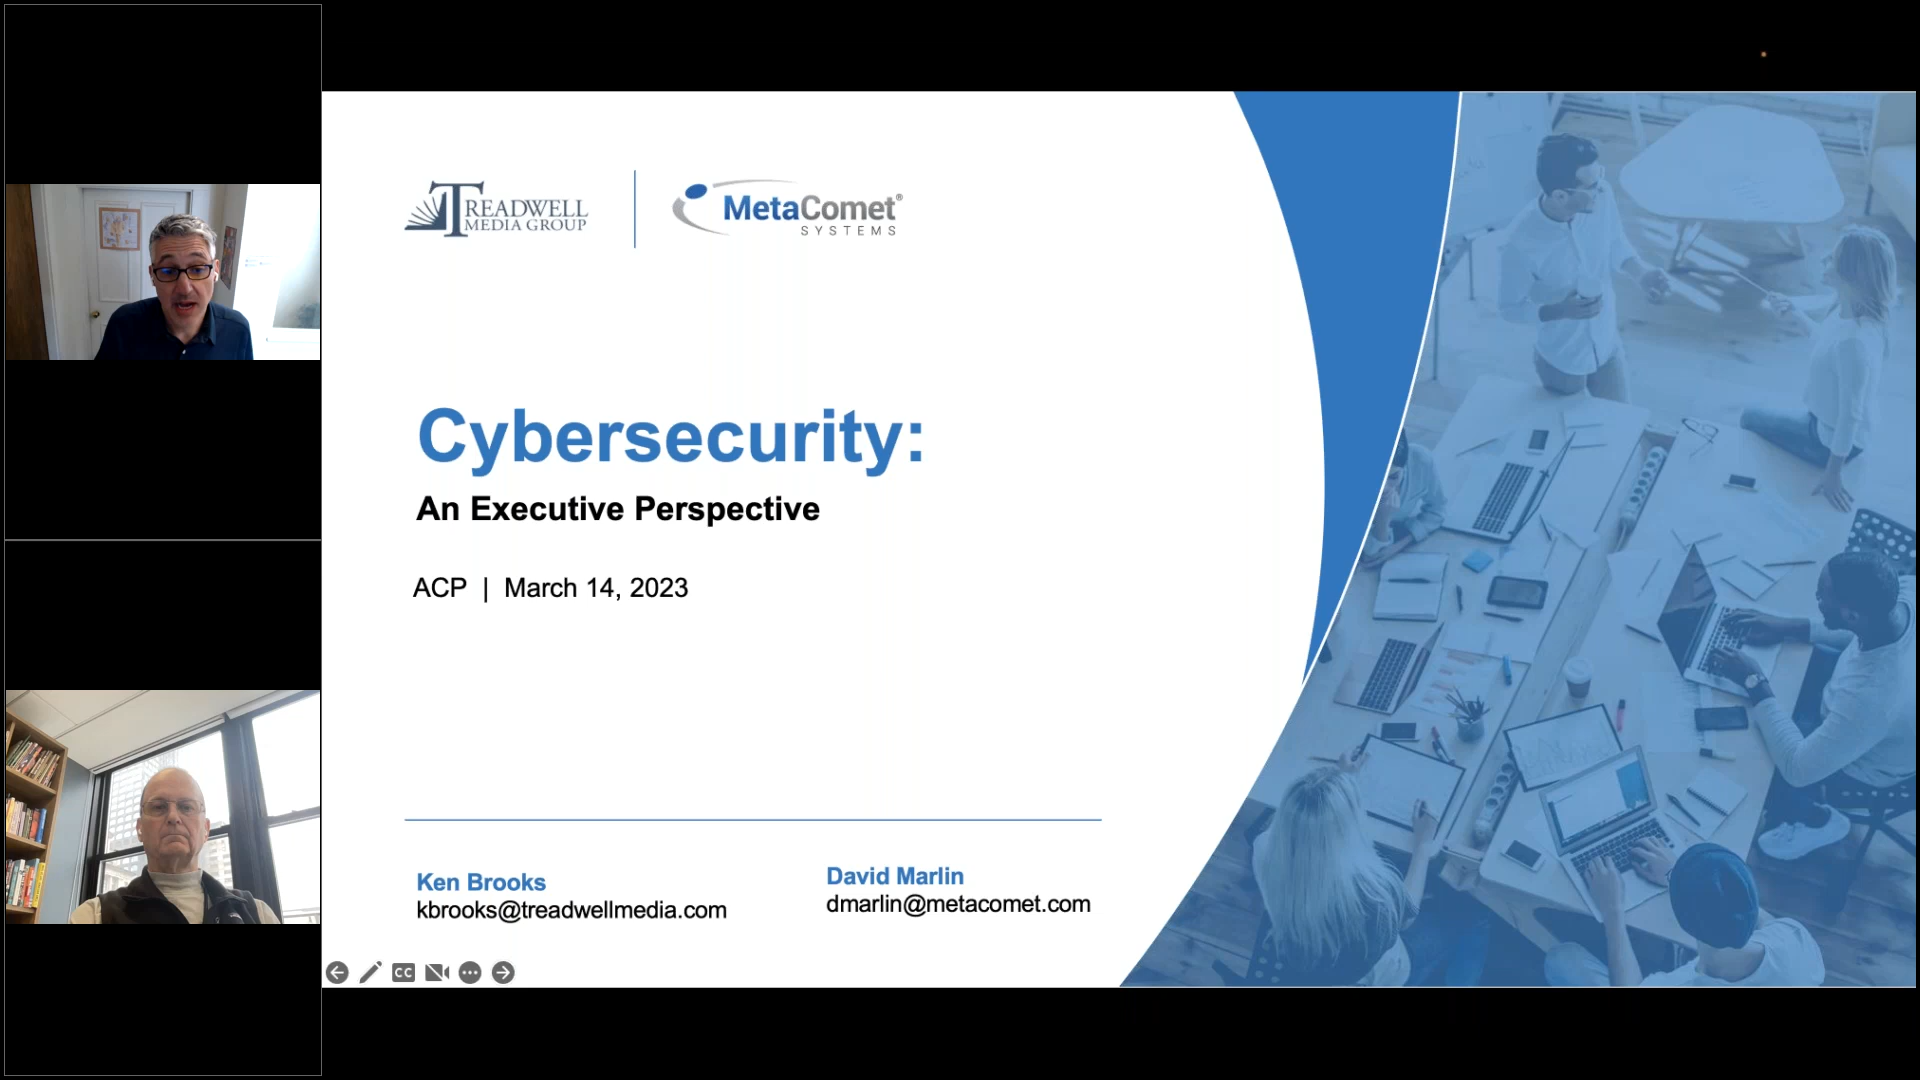 TREADWELL
MEDIA GROUP
MetaComet®
SYSTEMS
Cybersecurity:
An Executive Perspective
ACP | March 14, 2023
Ken Brooks
kbrooks@treadwellmedia.com
David Marlin
dmarlin@metacomet.com
CC